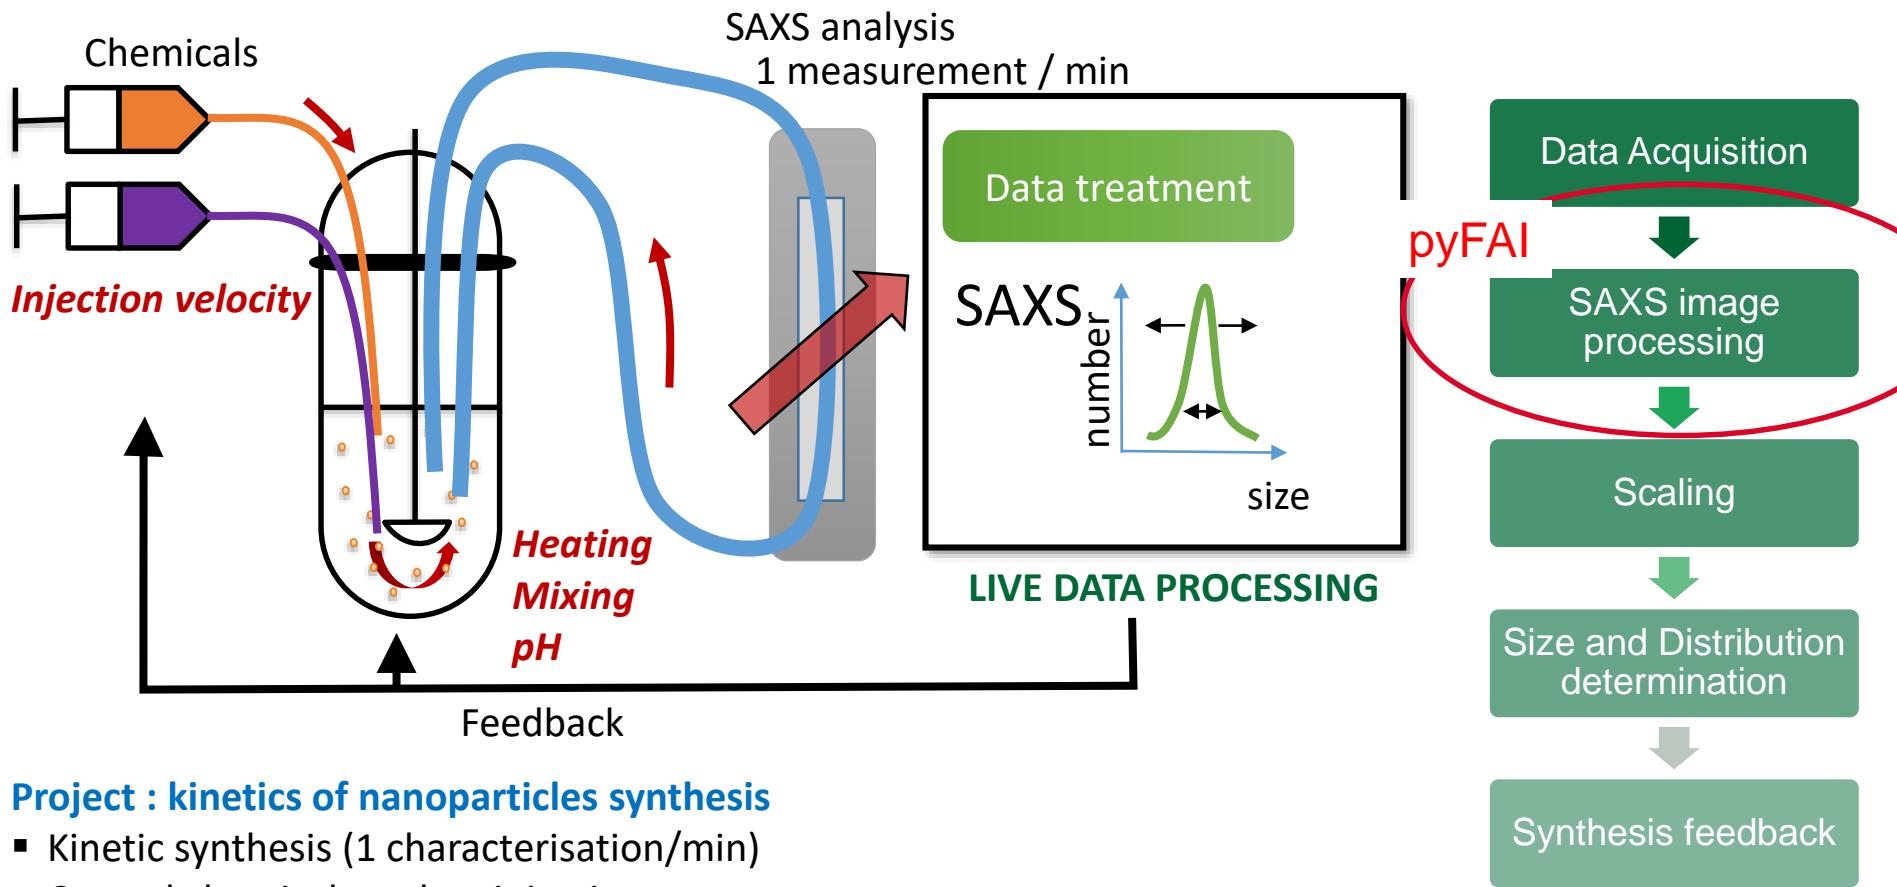 Chemicals
SAXS analysis
1 measurement / min
Injection velocity
Heating
Mixing
pH
Data treatment
SAXS
number
size
LIVE DATA PROCESSING
Feedback
pyFAI
Data Acquisition
SAXS image
processing
Scaling
Size and Distribution
determination
Synthesis feedback
Project : kinetics of nanoparticles synthesis
▪ Kinetic synthesis (1 characterisation/min)